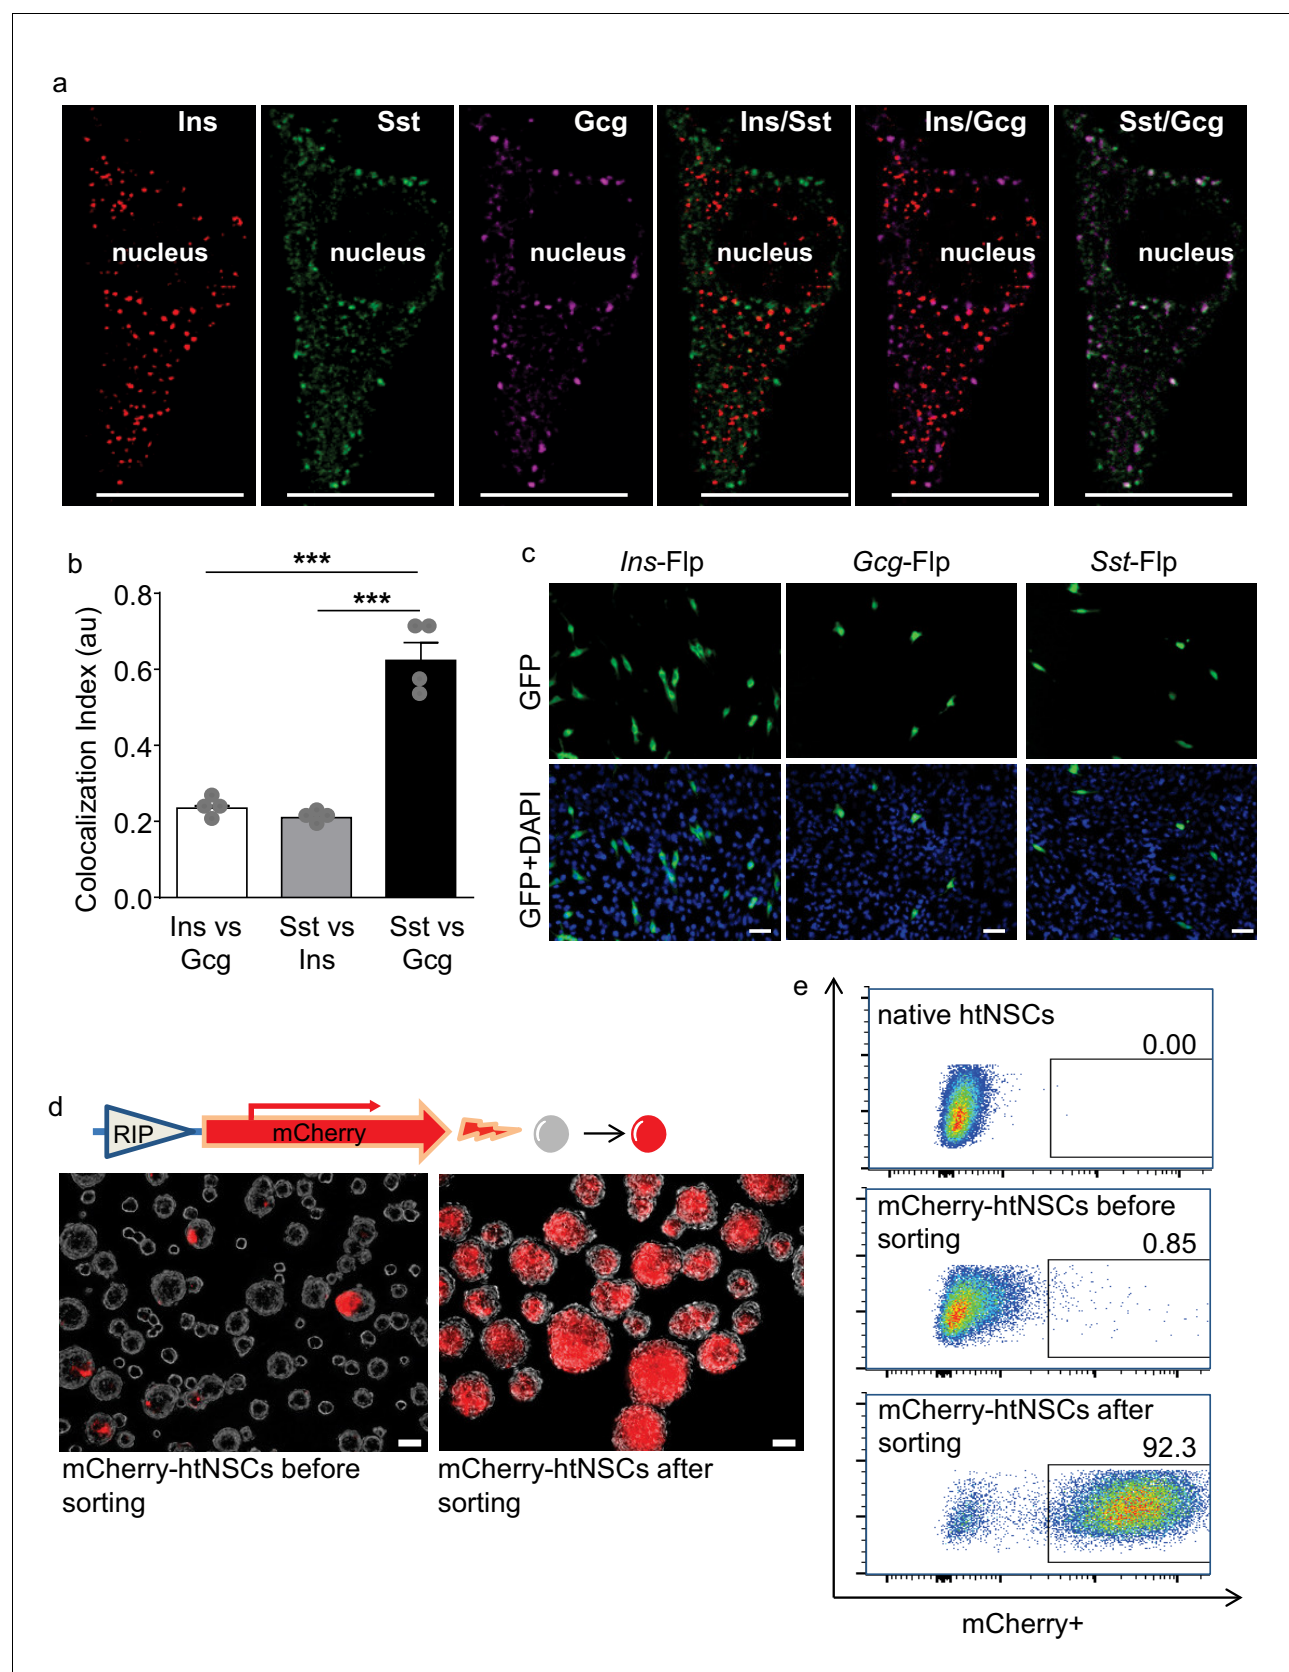 a
Ins
Sst
Gcg
Ins/Sst
Ins/Gcg
Sst/Gcg
nucleus
nucleus
nucleus
nucleus
nucleus
nucleus
b
***
***
Colocalization Index (au)
0.8
0.6
0.4
0.2
0.0
Ins vs
Gcg
Sst vs
Ins
Sst vs
Gcg
c
Ins-Flp
Gcg-Flp
Sst-Flp
GFP
GFP+DAPI
d
RIP
mCherry
mCherry-htNSCs before
sorting
mCherry-htNSCs after
sorting
e
native htNSCs
0.00
mCherry-htNSCs before
sorting
0.85
mCherry-htNSCs after
sorting
92.3
mCherry+